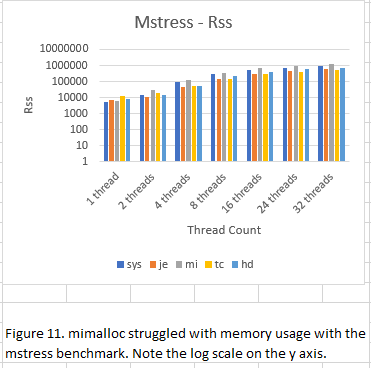 Mstress - Rss
10000000
1000000
100000
10000
1000
100
10
1
Rss
1 thread
2 threads
4 threads
8 threads
16 threads
24 threads
32 threads
Thread Count
sys je mi tc hd
Figure 11. mimalloc struggled with memory usage with the
mstress benchmark. Note the log scale on the y axis.